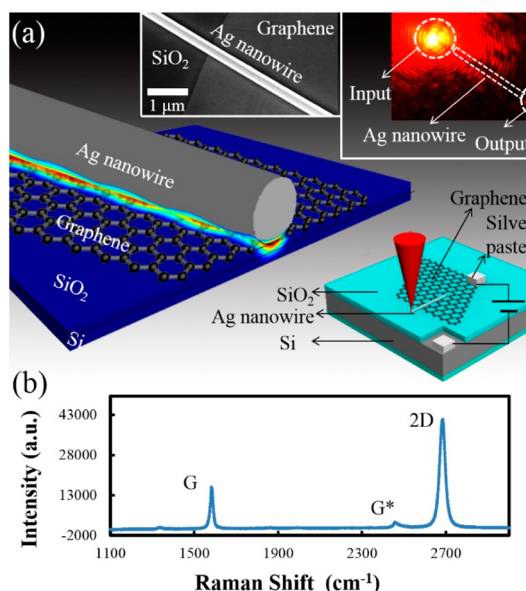 (a)
Graphene
Ag nanowire
SiO2
1 μm
Input
Ag nanowire
Output
Ag nanowire
Graphene
SiO2
Si
Graphene
Silve
paste
SiO2
Ag nanowire
Si
(b)
Intensity (a.u.)
43000
28000
13000
-2000
G
G*
2D
1100
1500
1900
2300
2700
Raman Shift (cm-1)